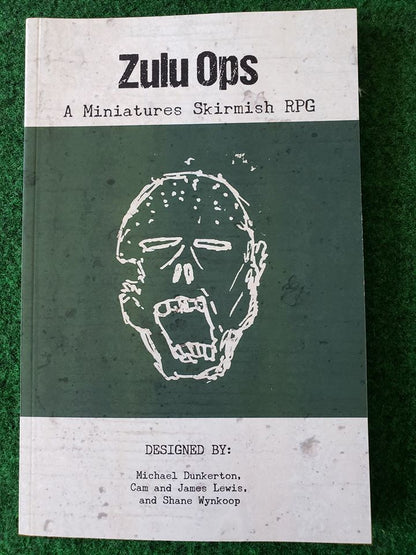 Zulu Ops
A Miniatures Skirmish RPG
DESIGNED BY:
Michael Dunkerton,
Cam and James Lewis,
and Shane Wynkoop